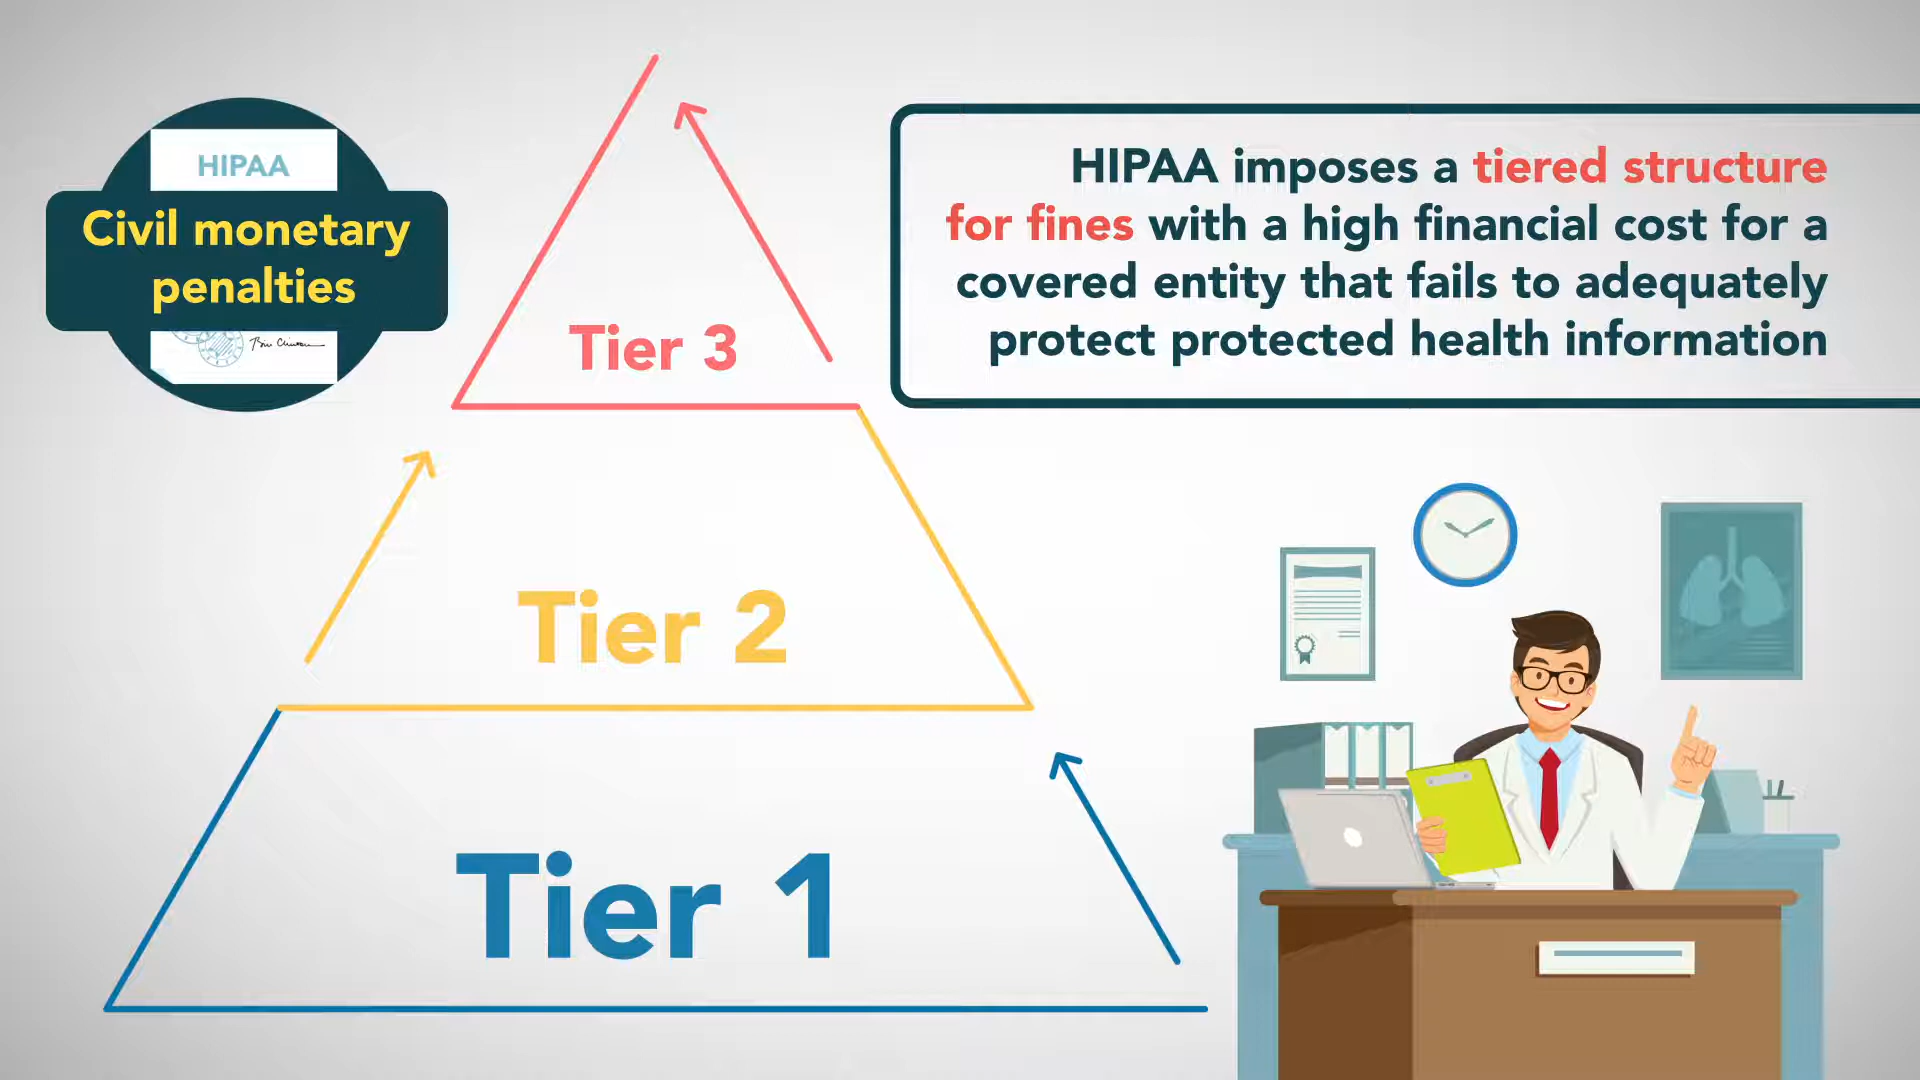 HIPAA
Civil monetary
penalties
HIPAA imposes a tiered structure
for fines with a high financial cost for a
covered entity that fails to adequately
protect protected health information
Tier 3
Tier 2
Tier 1